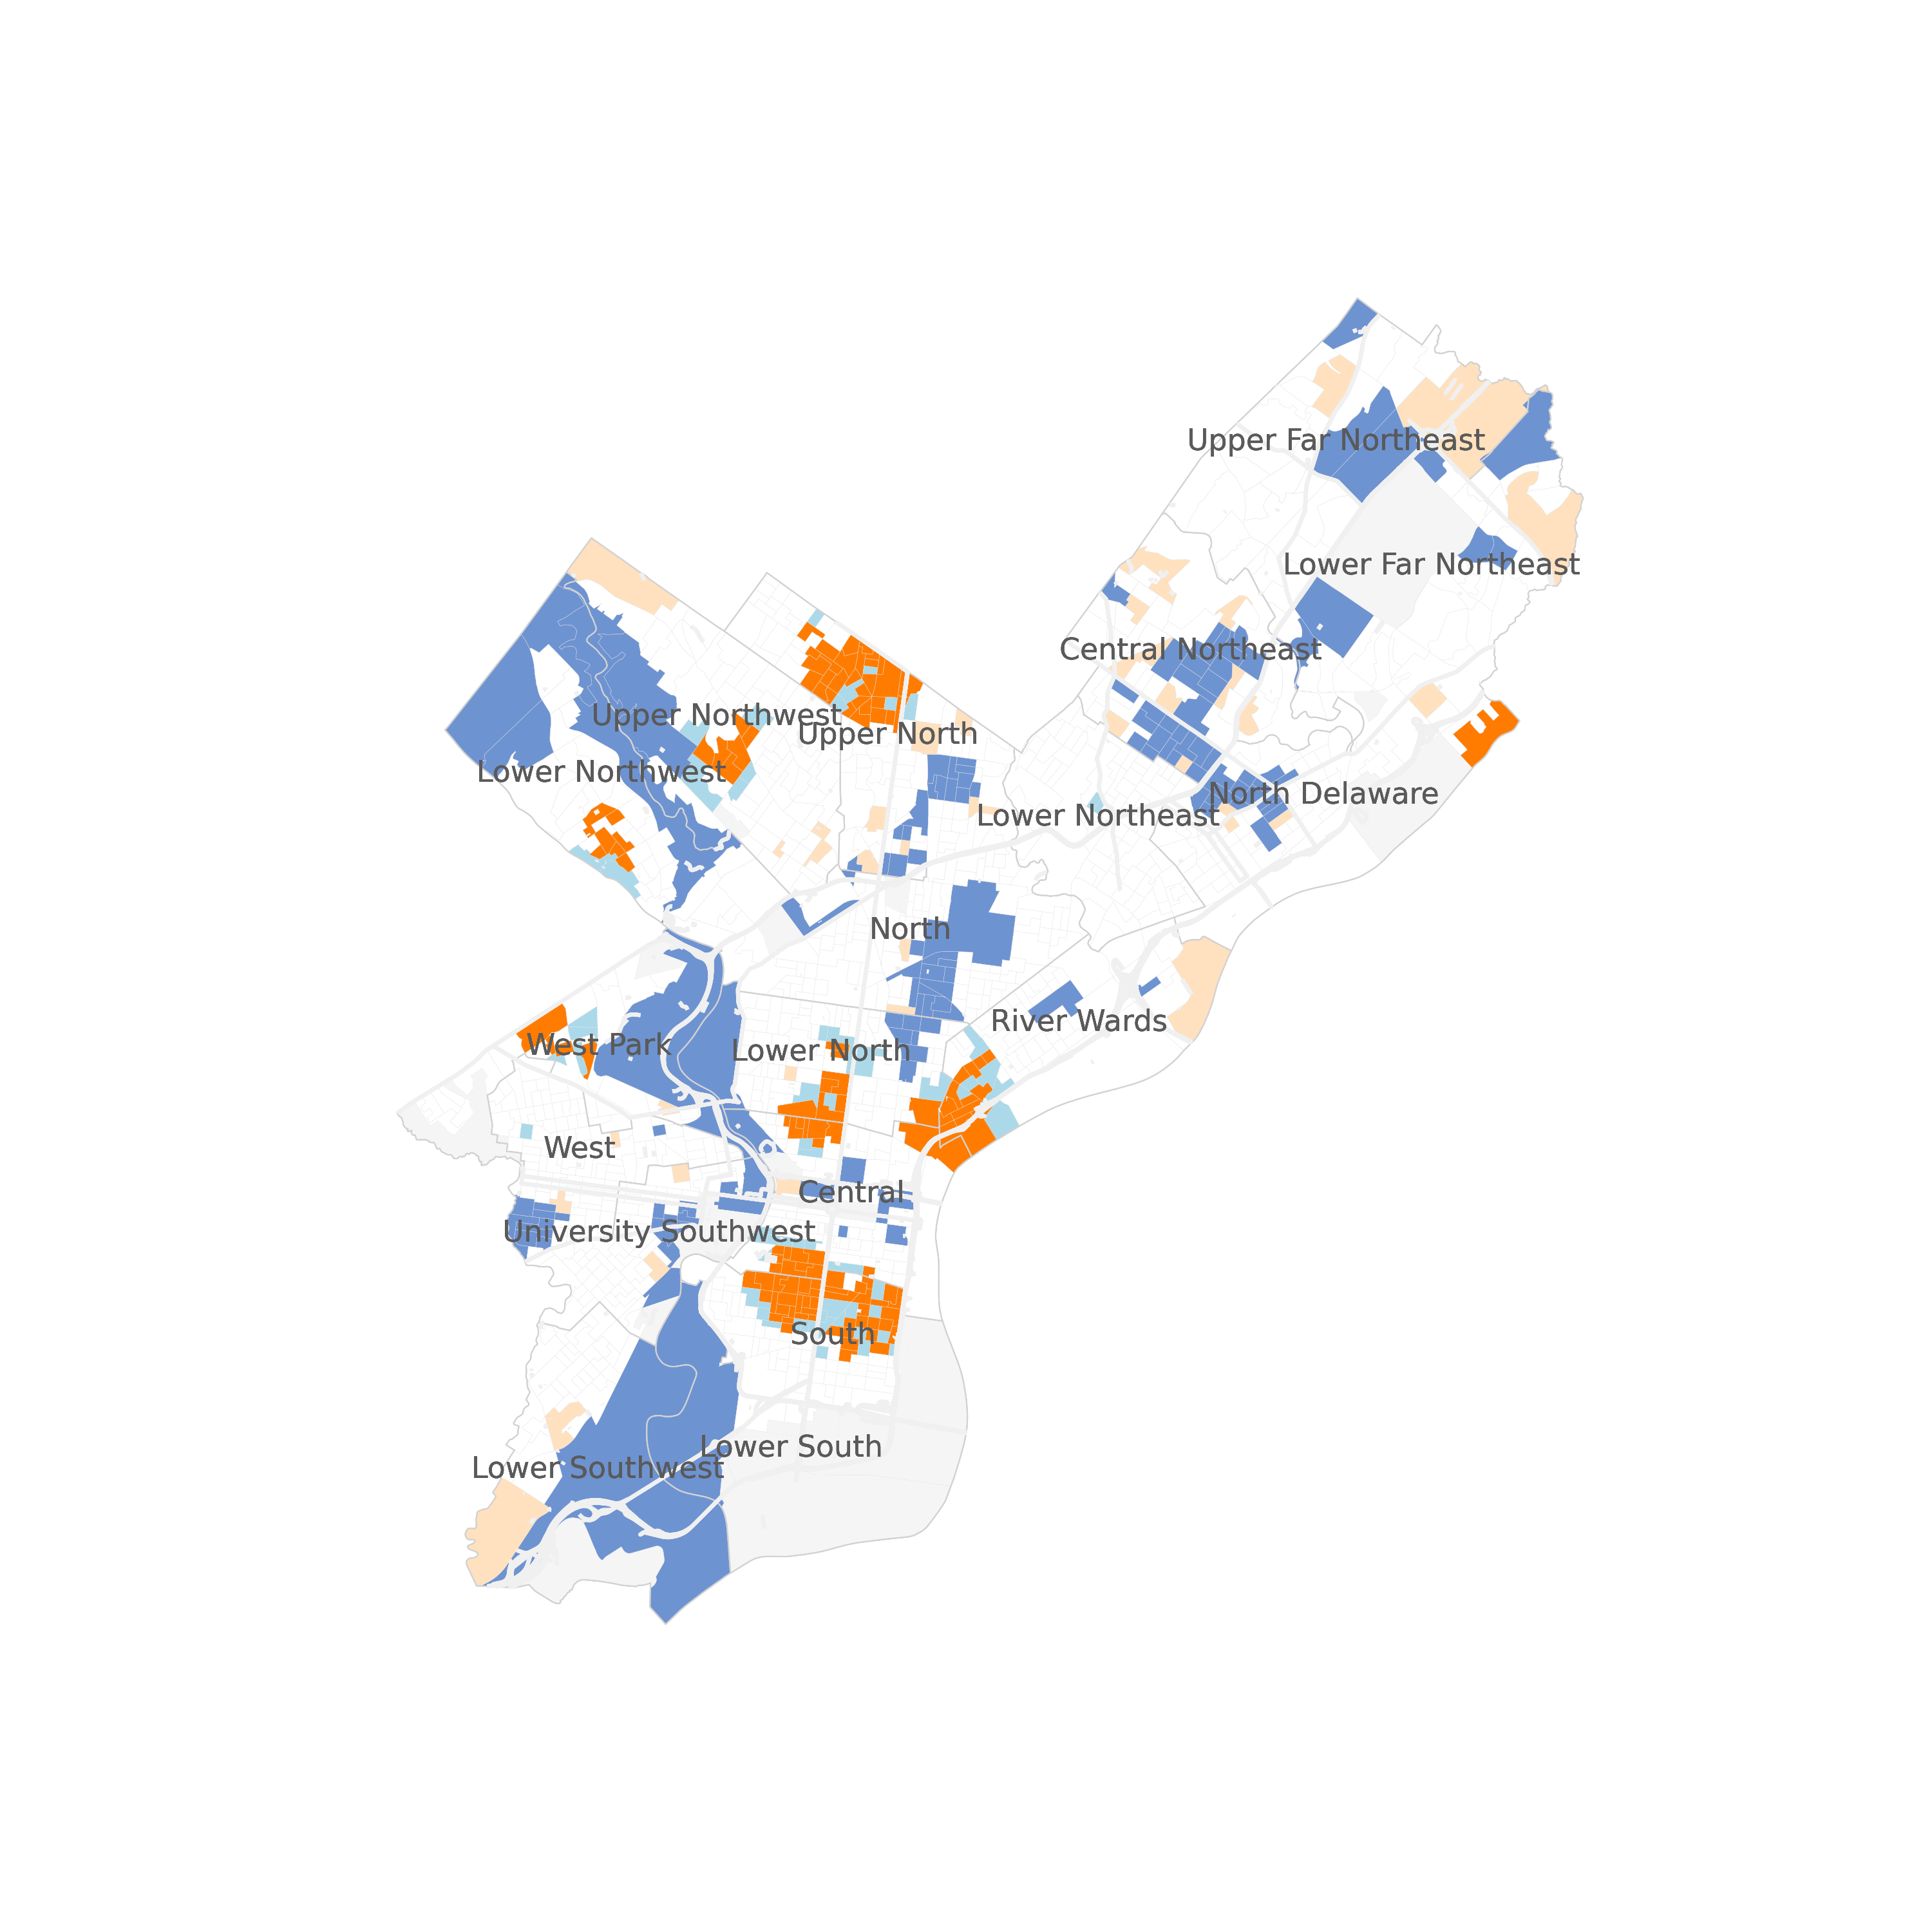 Upper Far Northeast
Lower Far Northeast
Central Northeast
Upper Northwest
Upper North
Lower Northwest
North Delaware
Lower Northeast
North
River Wards
West Park
Lower North
West
Central
University Southwest
South
Lower South
Lower Southwest